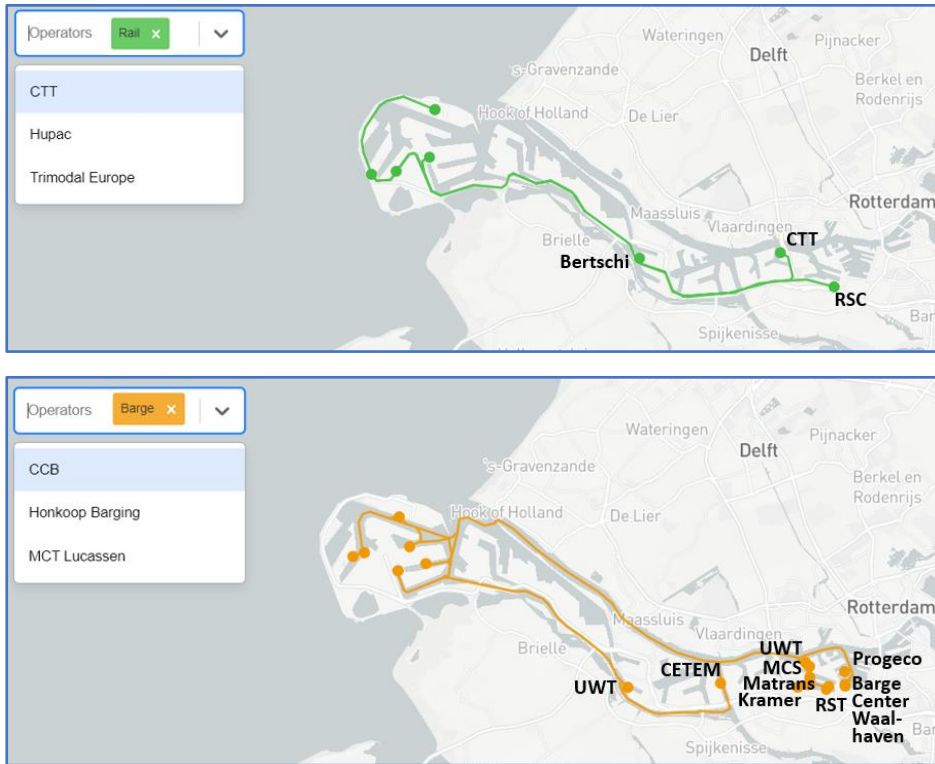 Operators Rail x
CTT
Hupac
Trimodal Europe
Wateringen
Delft
Pijnacker
's-Gravenzande
Berkel en
Rodenrijs
Hook of Holland
De Lier
Maassluis
Vlaardingen
Rotterdam
Brielle
CTT
Bertschi
RSC
Spijkenisse
Bar
Operators Barge x
CCB
Honkoop Barging
MCT Lucassen
Wateringen
Delft
Pijnacker
's-Gravenzande
Berkel en
Rodenrijs
Hook of Holland
De Lier
Maassluis
Vlaardingen
Rotterdam
Brielle
UWT
MCS
CETEM
Matrans
Kramer
UWT
RST
Progeco
Barge
Center
Waal-
haven
Spijkenisse
Bar